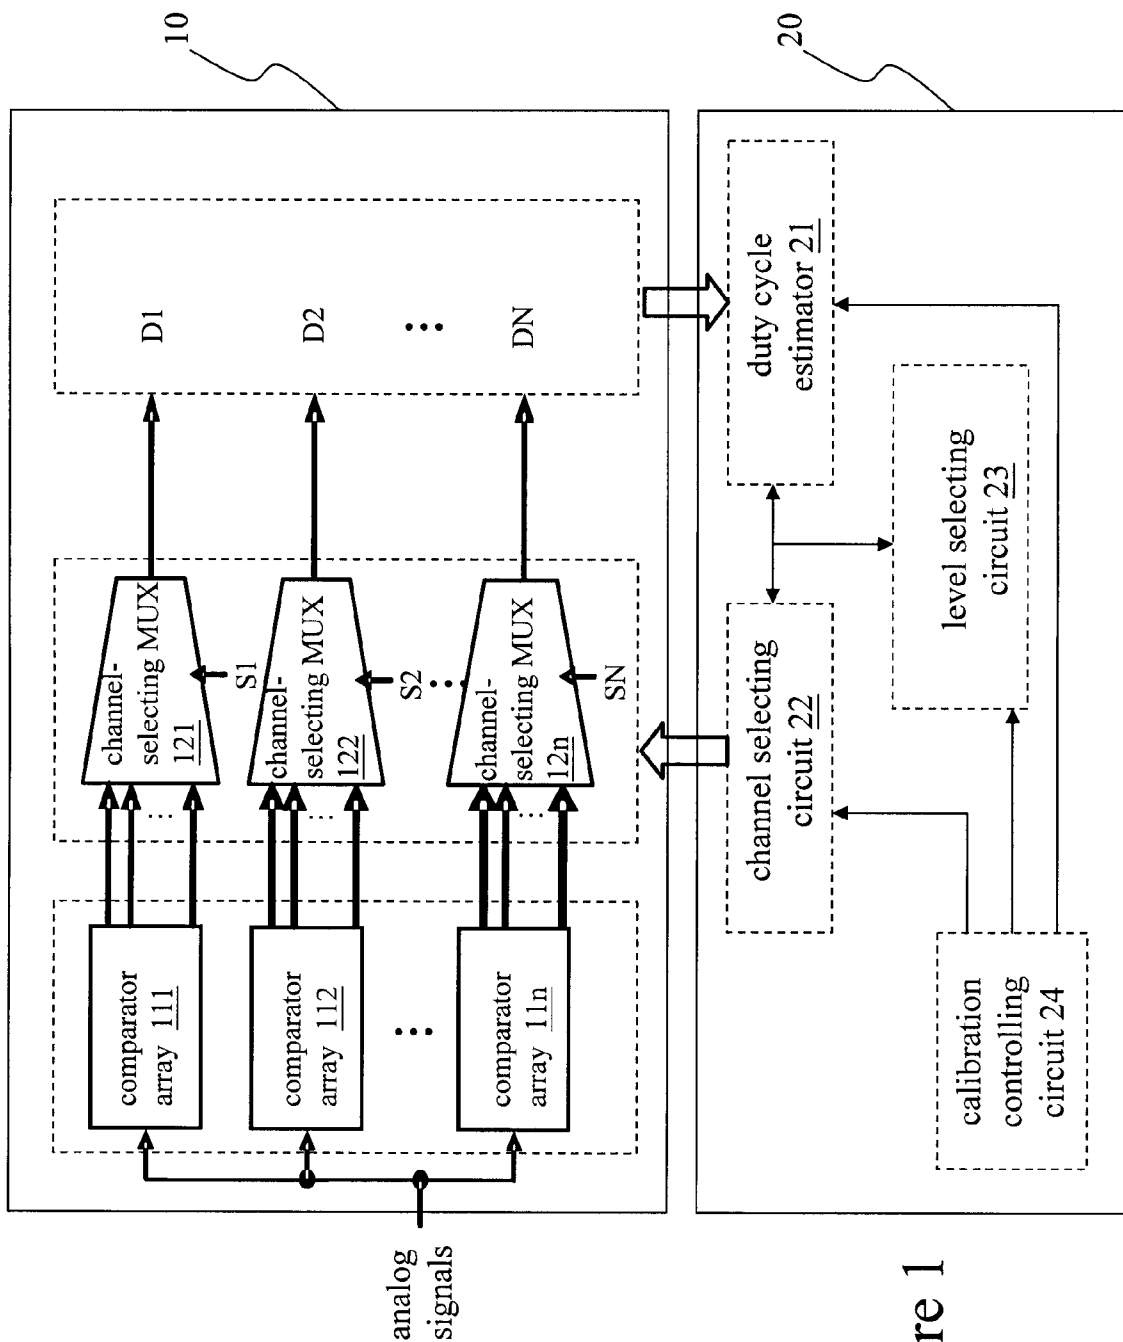 10
analog
signals
comparator
array 111
comparator
array 112
comparator
array 11n
channel-
selecting MUX
121
S1
channel-
selecting MUX
122
S2
channel-
selecting MUX
12n
SN
D1
D2
DN
20
channel selecting
circuit 22
duty cycle
estimator 21
level selecting
circuit 23
calibration
controlling
circuit 24
re 1